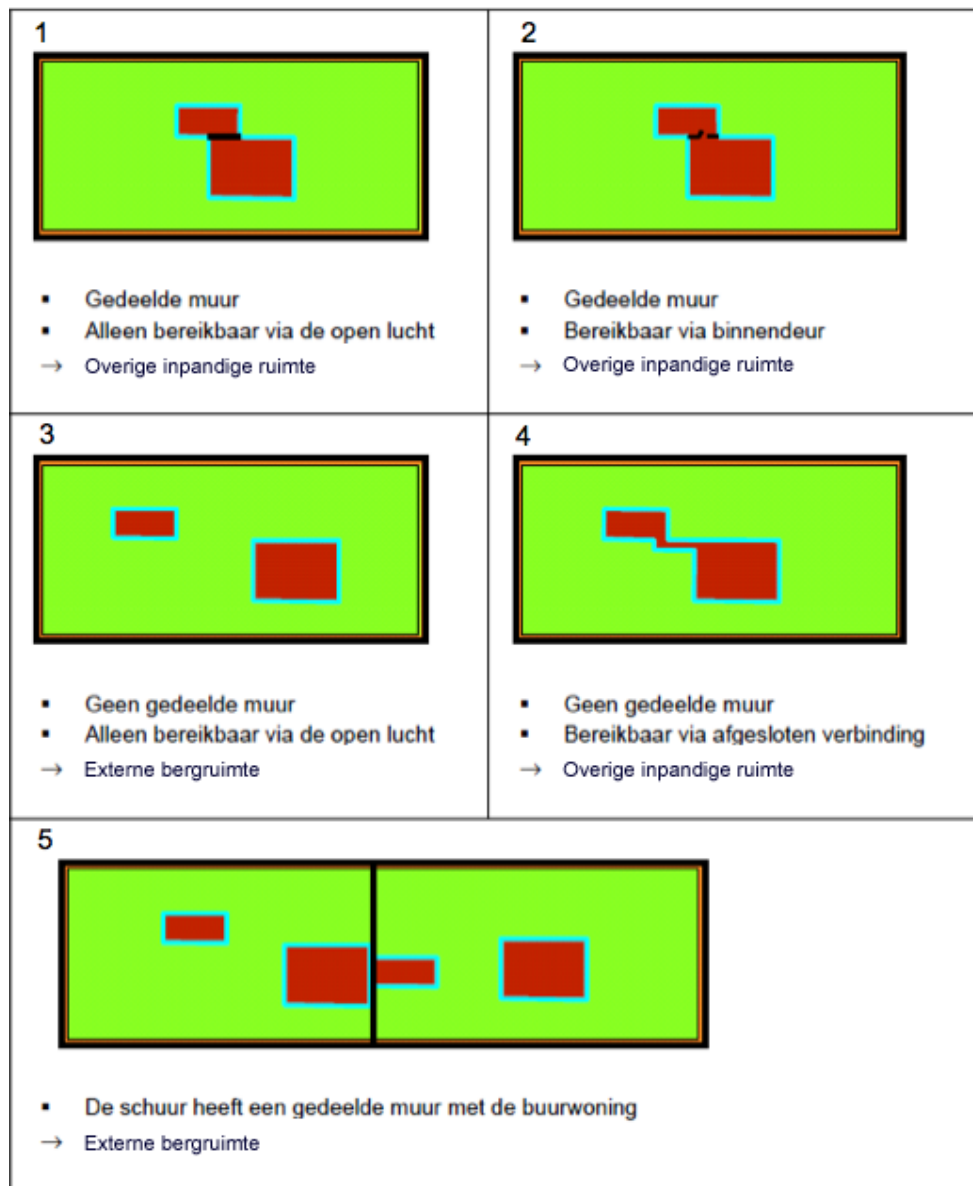 1
▪ Gedeelde muur
▪ Alleen bereikbaar via de open lucht
→ Overige inpandige ruimte
2
▪ Gedeelde muur
▪ Bereikbaar via binnendeur
→ Overige inpandige ruimte
3
▪ Geen gedeelde muur
▪ Alleen bereikbaar via de open lucht
→ Externe bergruimte
4
▪ Geen gedeelde muur
▪ Bereikbaar via afgesloten verbinding
→ Overige inpandige ruimte
5
▪ De schuur heeft een gedeelde muur met de buurwoning
→ Externe bergruimte